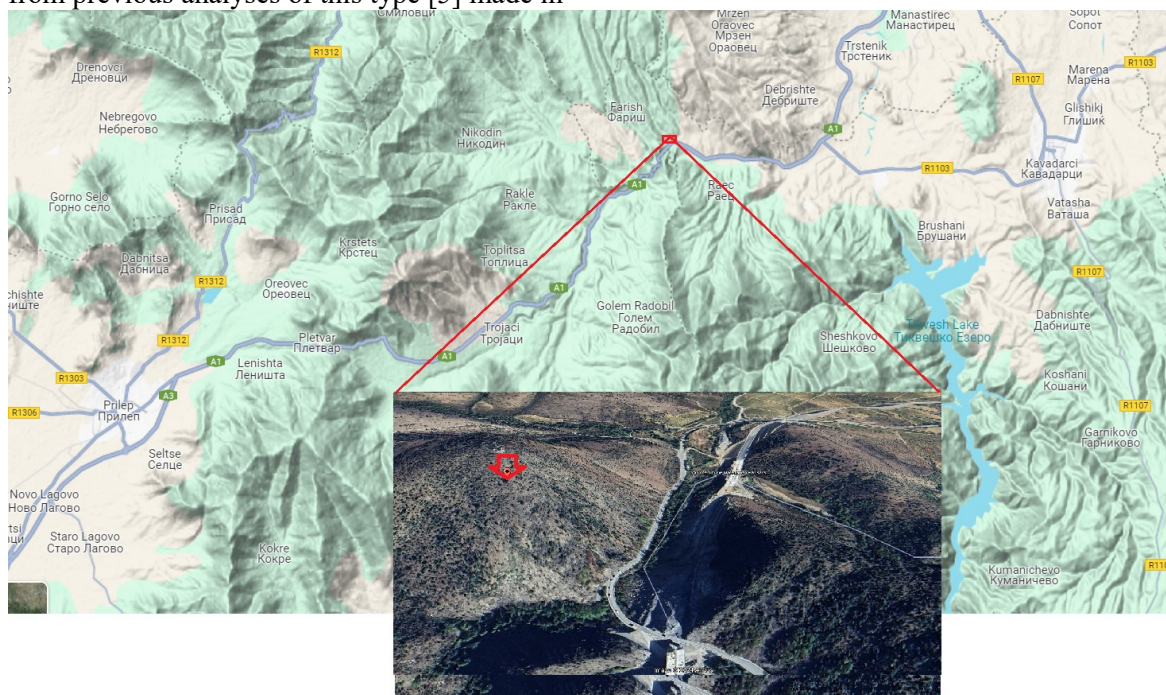 from previous analyses of this type [5] made in
СМИЛОВЦИ
Mrzen
Oraovec
Мрзен
Ораовец
Manastirec
Манастирец
Sopot
Сопот
R1312
Drenovci
Дреновци
Trstenik
Трстеник
R1103
R1107
Marena
Марена
Debrishte
Дебриште
Nebregovo
Небрегово
Farish
Фариш
Glishikj
Глишиќ
Nikodin
Никодин
A1
Kavadarci
Кавадарци
R1103
A1
Raec
Раец
Gorno Selo
Горно село
Rakle
Ракле
Prisad
Присад
Vatasha
Ваташа
Brushani
Брушани
Krstets
Крстец
Toplitsa
Топлица
Dabnitsa
Дабница
R1312
R1107
Oreovec
Ореовец
A1
chishte
чиште
Golem Radobil
Голем
Радобил
Dabnishte
Дабниште
Trojaci
Тројаци
Tikvesh Lake
Тиквешко Езеро
Sheshkovo
Шешково
Pletvar
Плетвар
R1312
A1
A1
Lenishta
Леништа
Koshani
Кошани
R1303
A3
Prilep
Прилеп
R1306
R1107
Garnikovo
Гарниково
Seltse
Селце
Novo Lagovo
Ново Лагово
Staro Lagovo
Старо Лагово
Kokre
Кокре
Kumanichevo
Куманичево